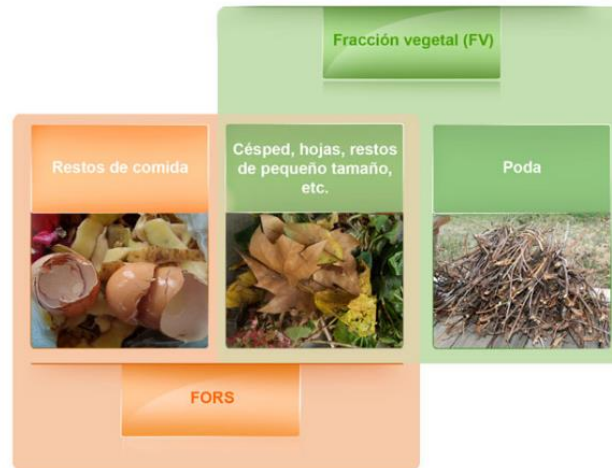 Fracción vegetal (FV)
Restos de comida
Césped, hojas, restos
de pequeño tamaño,
etc.
Poda
FORS